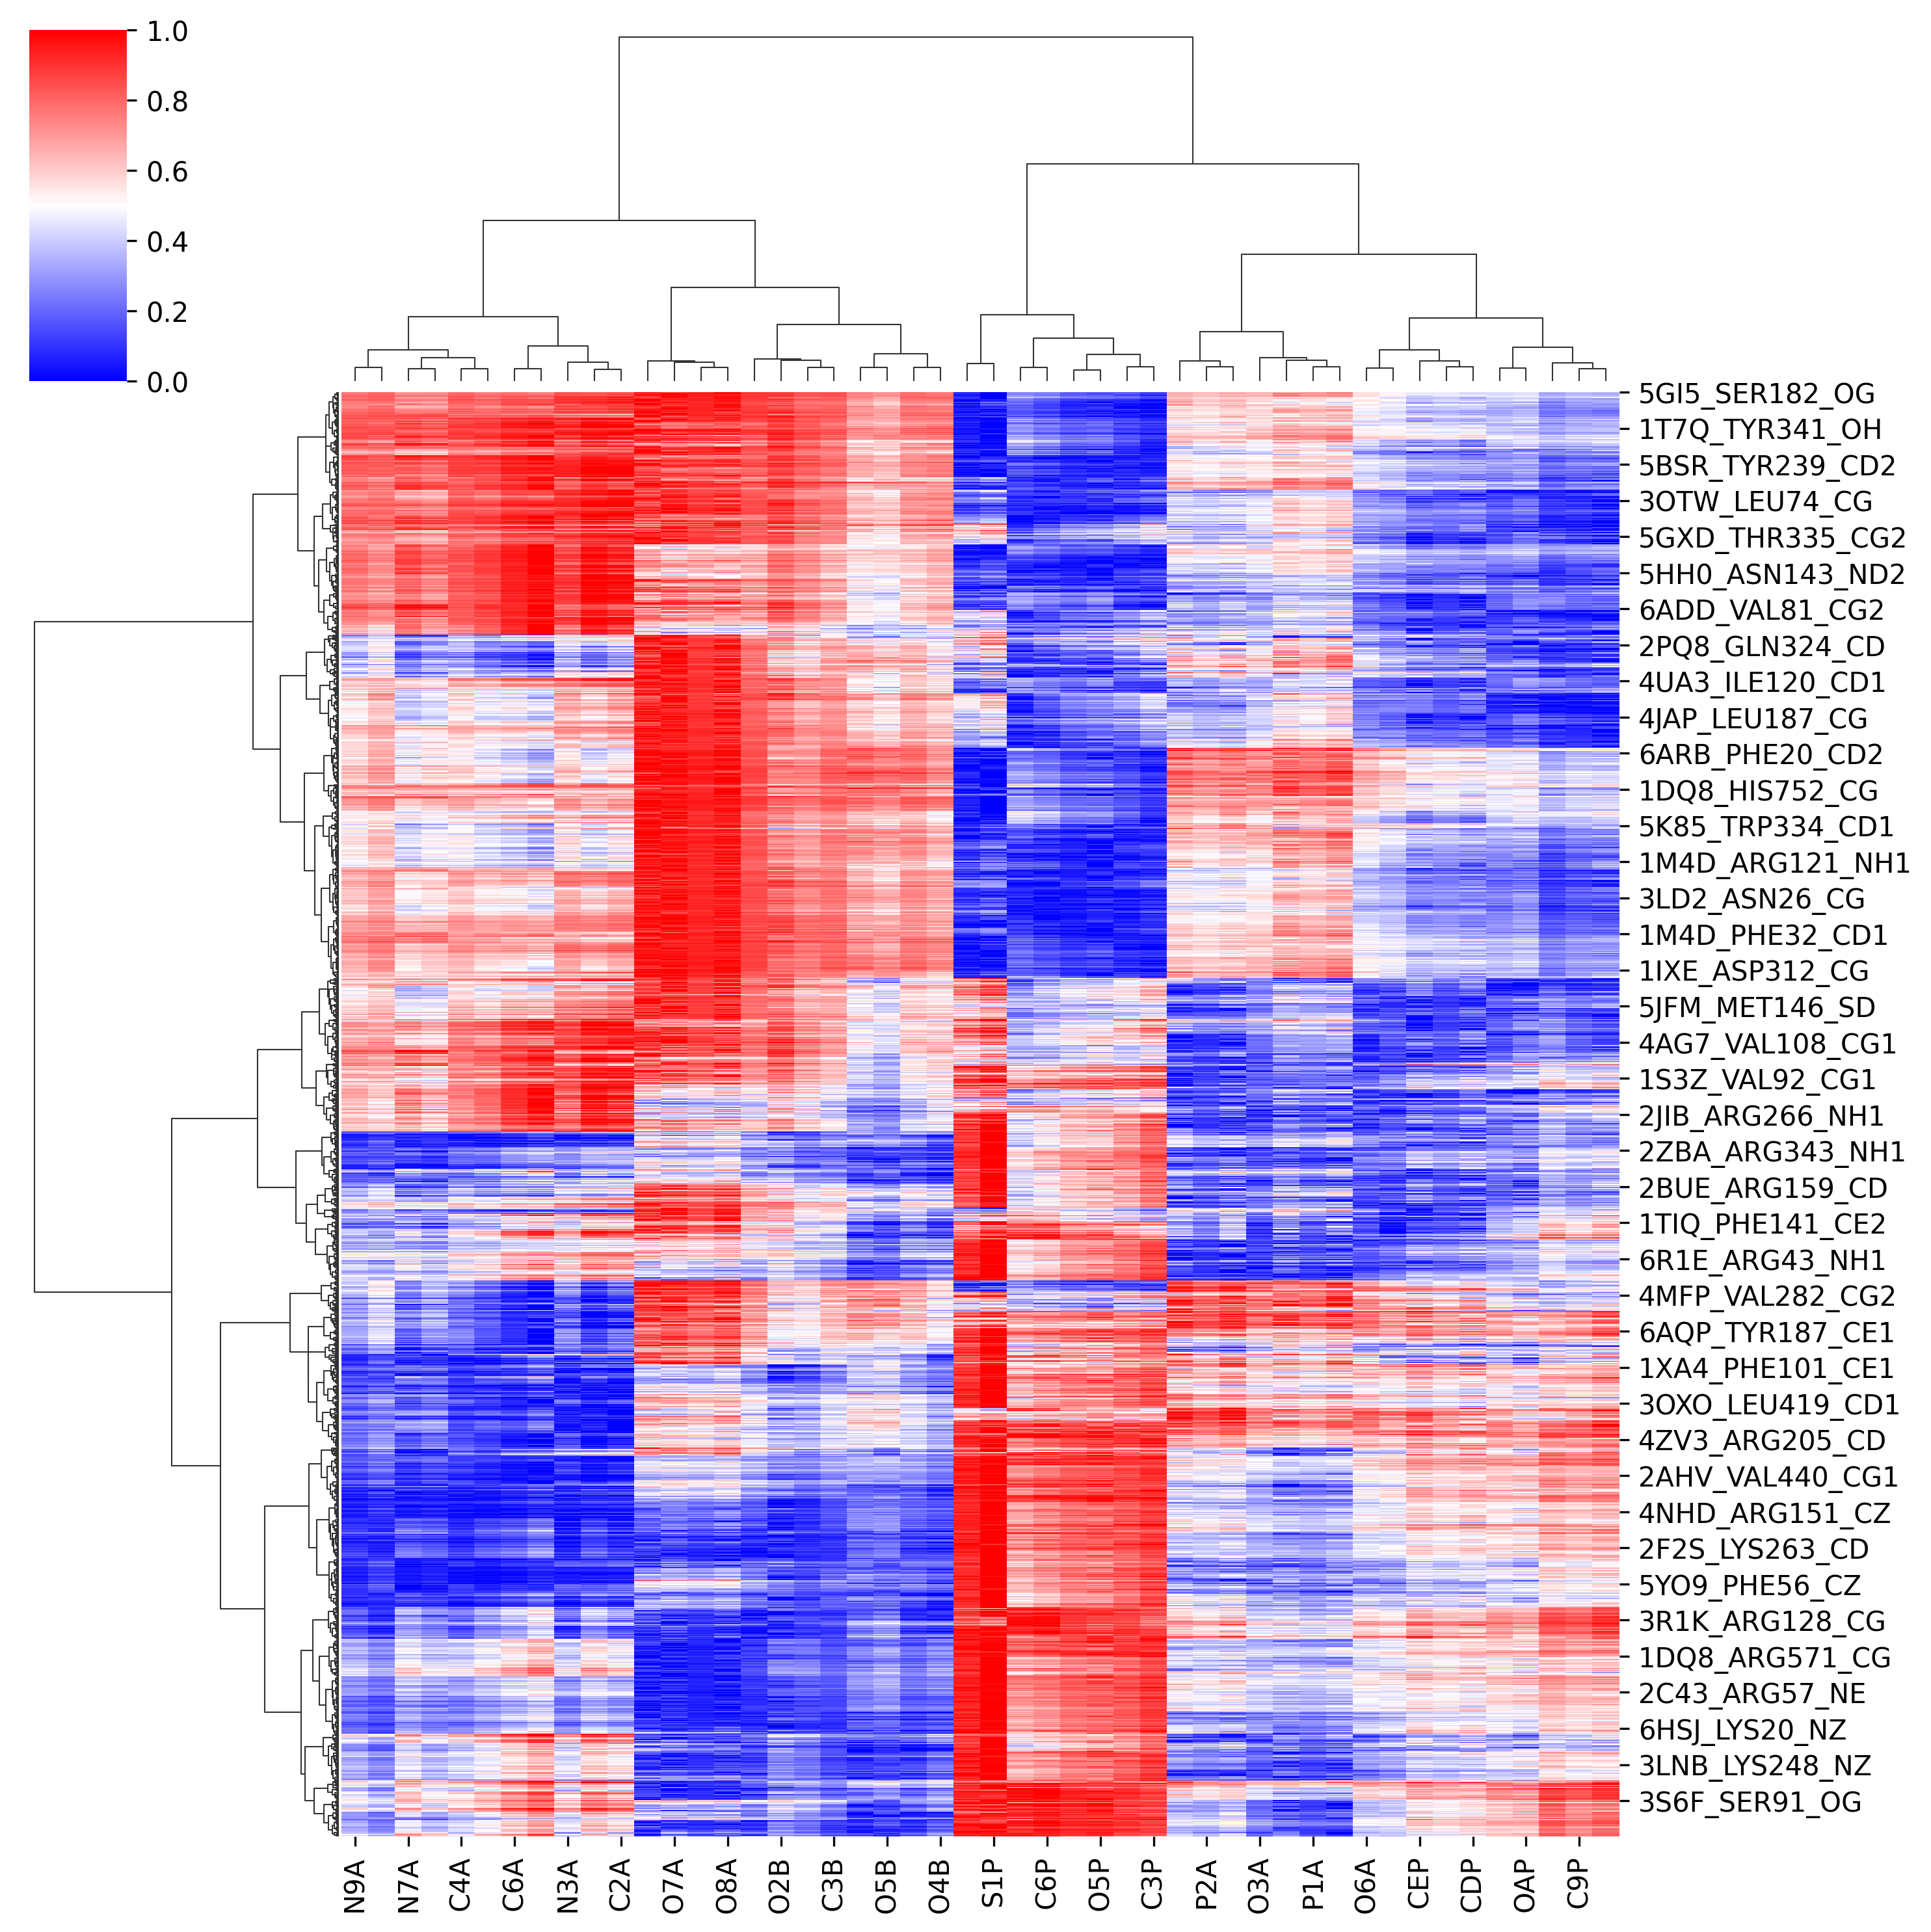 1.0
0.8
0.6
0.4
0.2
0.0
5GI5_SER182_OG
1T7Q_TYR341_OH
5BSR_TYR239_CD2
3OTW_LEU74_CG
5GXD_THR335_CG2
5HH0_ASN143_ND2
6ADD_VAL81_CG2
2PQ8_GLN324_CD
4UA3_ILE120_CD1
4JAP_LEU187_CG
6ARB_PHE20_CD2
1DQ8_HIS752_CG
5K85_TRP334_CD1
1M4D_ARG121_NH1
3LD2_ASN26_CG
1M4D_PHE32_CD1
1IXE_ASP312_CG
5JFM_MET146_SD
4AG7_VAL108_CG1
1S3Z_VAL92_CG1
2JIB_ARG266_NH1
2ZBA_ARG343_NH1
2BUE_ARG159_CD
1TIQ_PHE141_CE2
6R1E_ARG43_NH1
4MFP_VAL282_CG2
6AQP_TYR187_CE1
1XA4_PHE101_CE1
3OXO_LEU419_CD1
4ZV3_ARG205_CD
2AHV_VAL440_CG1
4NHD_ARG151_CZ
2F2S_LYS263_CD
5YO9_PHE56_CZ
3R1K_ARG128_CG
1DQ8_ARG571_CG
2C43_ARG57_NE
6HSJ_LYS20_NZ
3LNB_LYS248_NZ
3S6F_SER91_OG
N9A
N7A
C4A
C6A
N3A
C2A
O7A
O8A
O2B
C3B
O5B
O4B
S1P
C6P
O5P
C3P
P2A
O3A
P1A
O6A
CEP
CDP
OAP
C9P